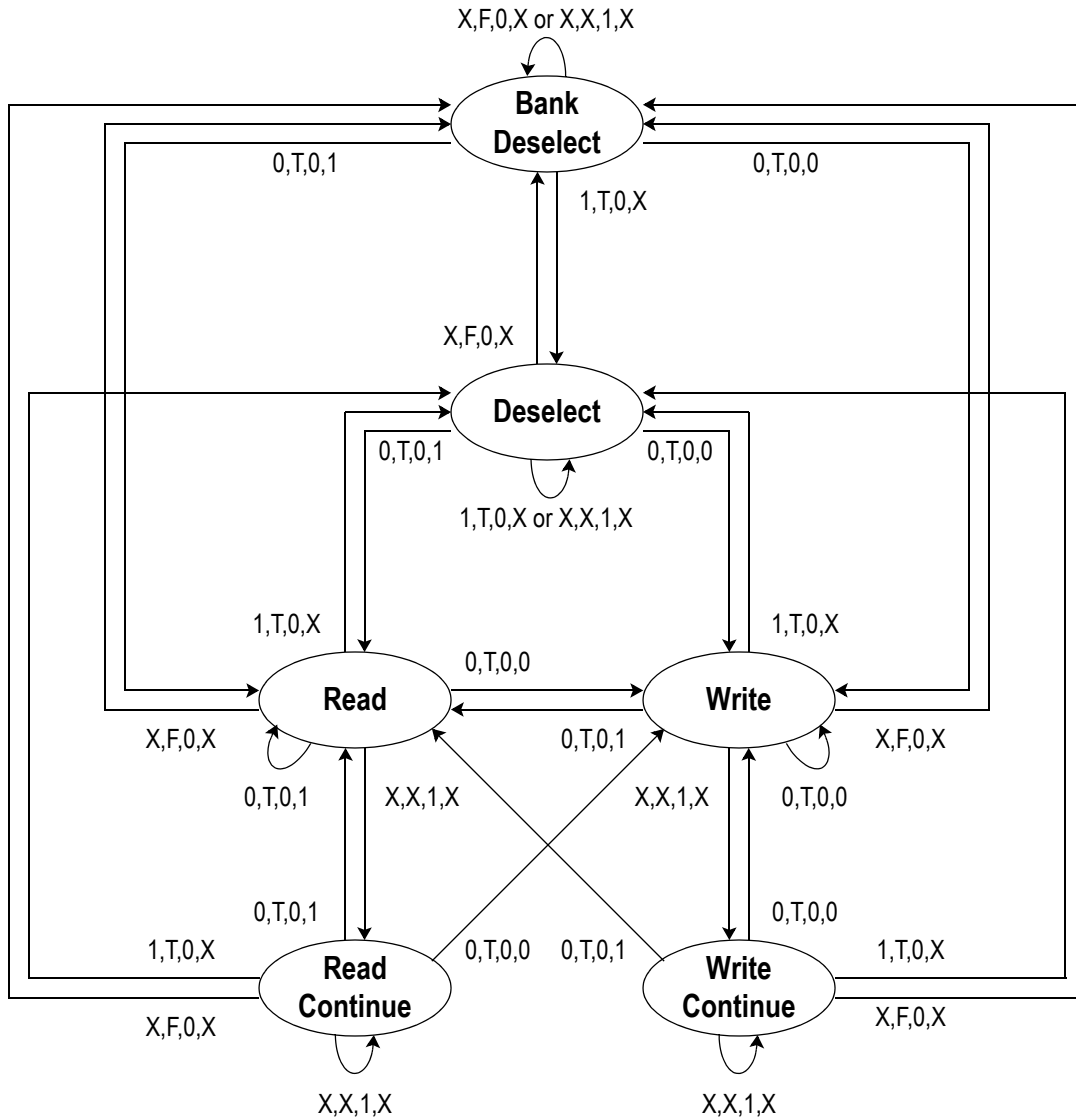 X,F,0,X or X,X,1,X
Bank
Deselect
0,T,0,1
0,T,0,0
1,T,0,X
X,F,0,X
Deselect
0,T,0,1
0,T,0,0
1,T,0,X or X,X,1,X
1,T,0,X
1,T,0,X
0,T,0,0
Read
Write
X,F,0,X
0,T,0,1
X,F,0,X
0,T,0,1
X,X,1,X
X,X,1,X
0,T,0,0
0,T,0,1
0,T,0,0
1,T,0,X
0,T,0,0
0,T,0,1
1,T,0,X
Read
Continue
Write
Continue
X,F,0,X
X,F,0,X
X,X,1,X
X,X,1,X